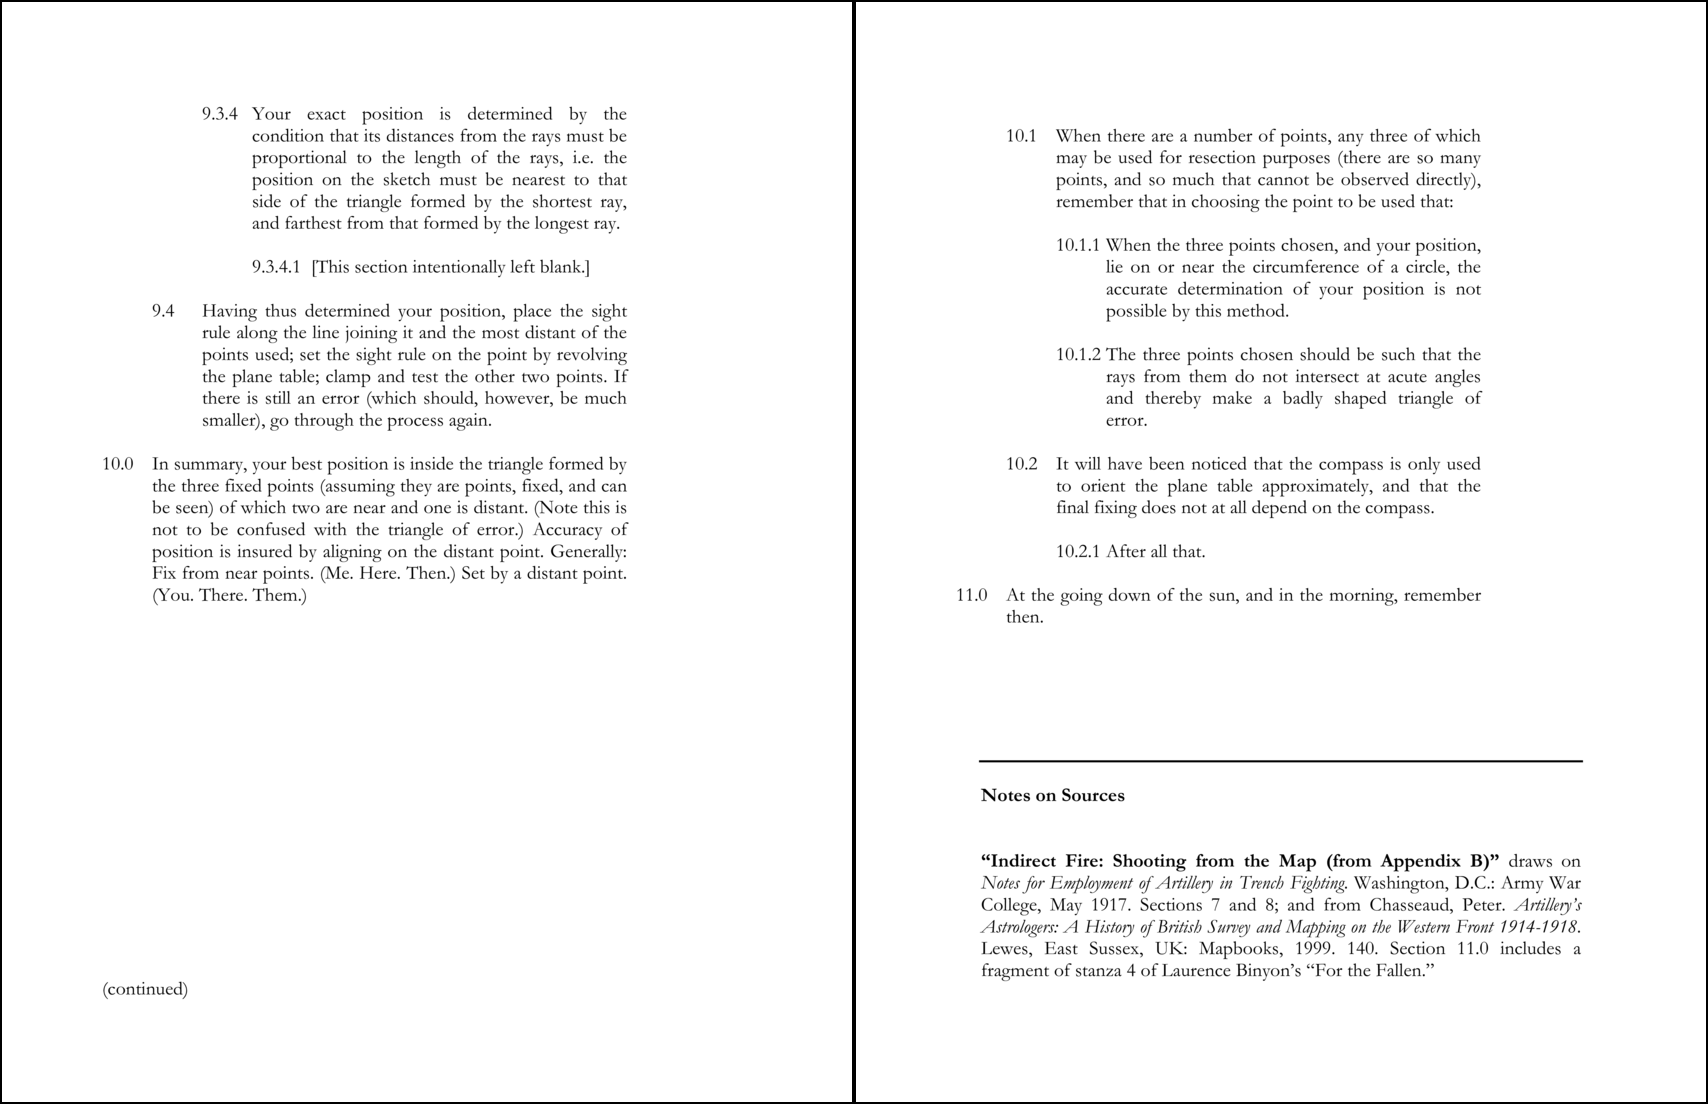 9.3.4 Your exact position is determined by the
condition that its distances from the rays must be
proportional to the length of the rays, i.e. the
position on the sketch must be nearest to that
side of the triangle formed by the shortest ray,
and farthest from that formed by the longest ray.
9.3.4.1 [This section intentionally left blank.]
9.4 Having thus determined your position, place the sight
rule along the line joining it and the most distant of the
points used; set the sight rule on the point by revolving
the plane table; clamp and test the other two points. If
there is still an error (which should, however, be much
smaller), go through the process again.
10.0 In summary, your best position is inside the triangle formed by
the three fixed points (assuming they are points, fixed, and can
be seen) of which two are near and one is distant. (Note this is
not to be confused with the triangle of error.) Accuracy of
position is insured by aligning on the distant point. Generally:
Fix from near points. (Me. Here. Then.) Set by a distant point.
(You. There. Them.)
(continued)
10.1 When there are a number of points, any three of which
may be used for resection purposes (there are so many
points, and so much that cannot be observed directly),
remember that in choosing the point to be used that:
10.1.1 When the three points chosen, and your position,
lie on or near the circumference of a circle, the
accurate determination of your position is not
possible by this method.
10.1.2 The three points chosen should be such that the
rays from them do not intersect at acute angles
and thereby make a badly shaped triangle of
error.
10.2 It will have been noticed that the compass is only used
to orient the plane table approximately, and that the
final fixing does not at all depend on the compass.
10.2.1 After all that.
11.0 At the going down of the sun, and in the morning, remember
then.
Notes on Sources
“Indirect Fire: Shooting from the Map (from Appendix B)” draws on
Notes for Employment of Artillery in Trench Fighting. Washington, D.C.: Army War
College, May 1917. Sections 7 and 8; and from Chasseaud, Peter. Artillery’s
Astrologers: A History of British Survey and Mapping on the Western Front 1914-1918.
Lewes, East Sussex, UK: Mapbooks, 1999. 140. Section 11.0 includes a
fragment of stanza 4 of Laurence Binyon’s “For the Fallen.”